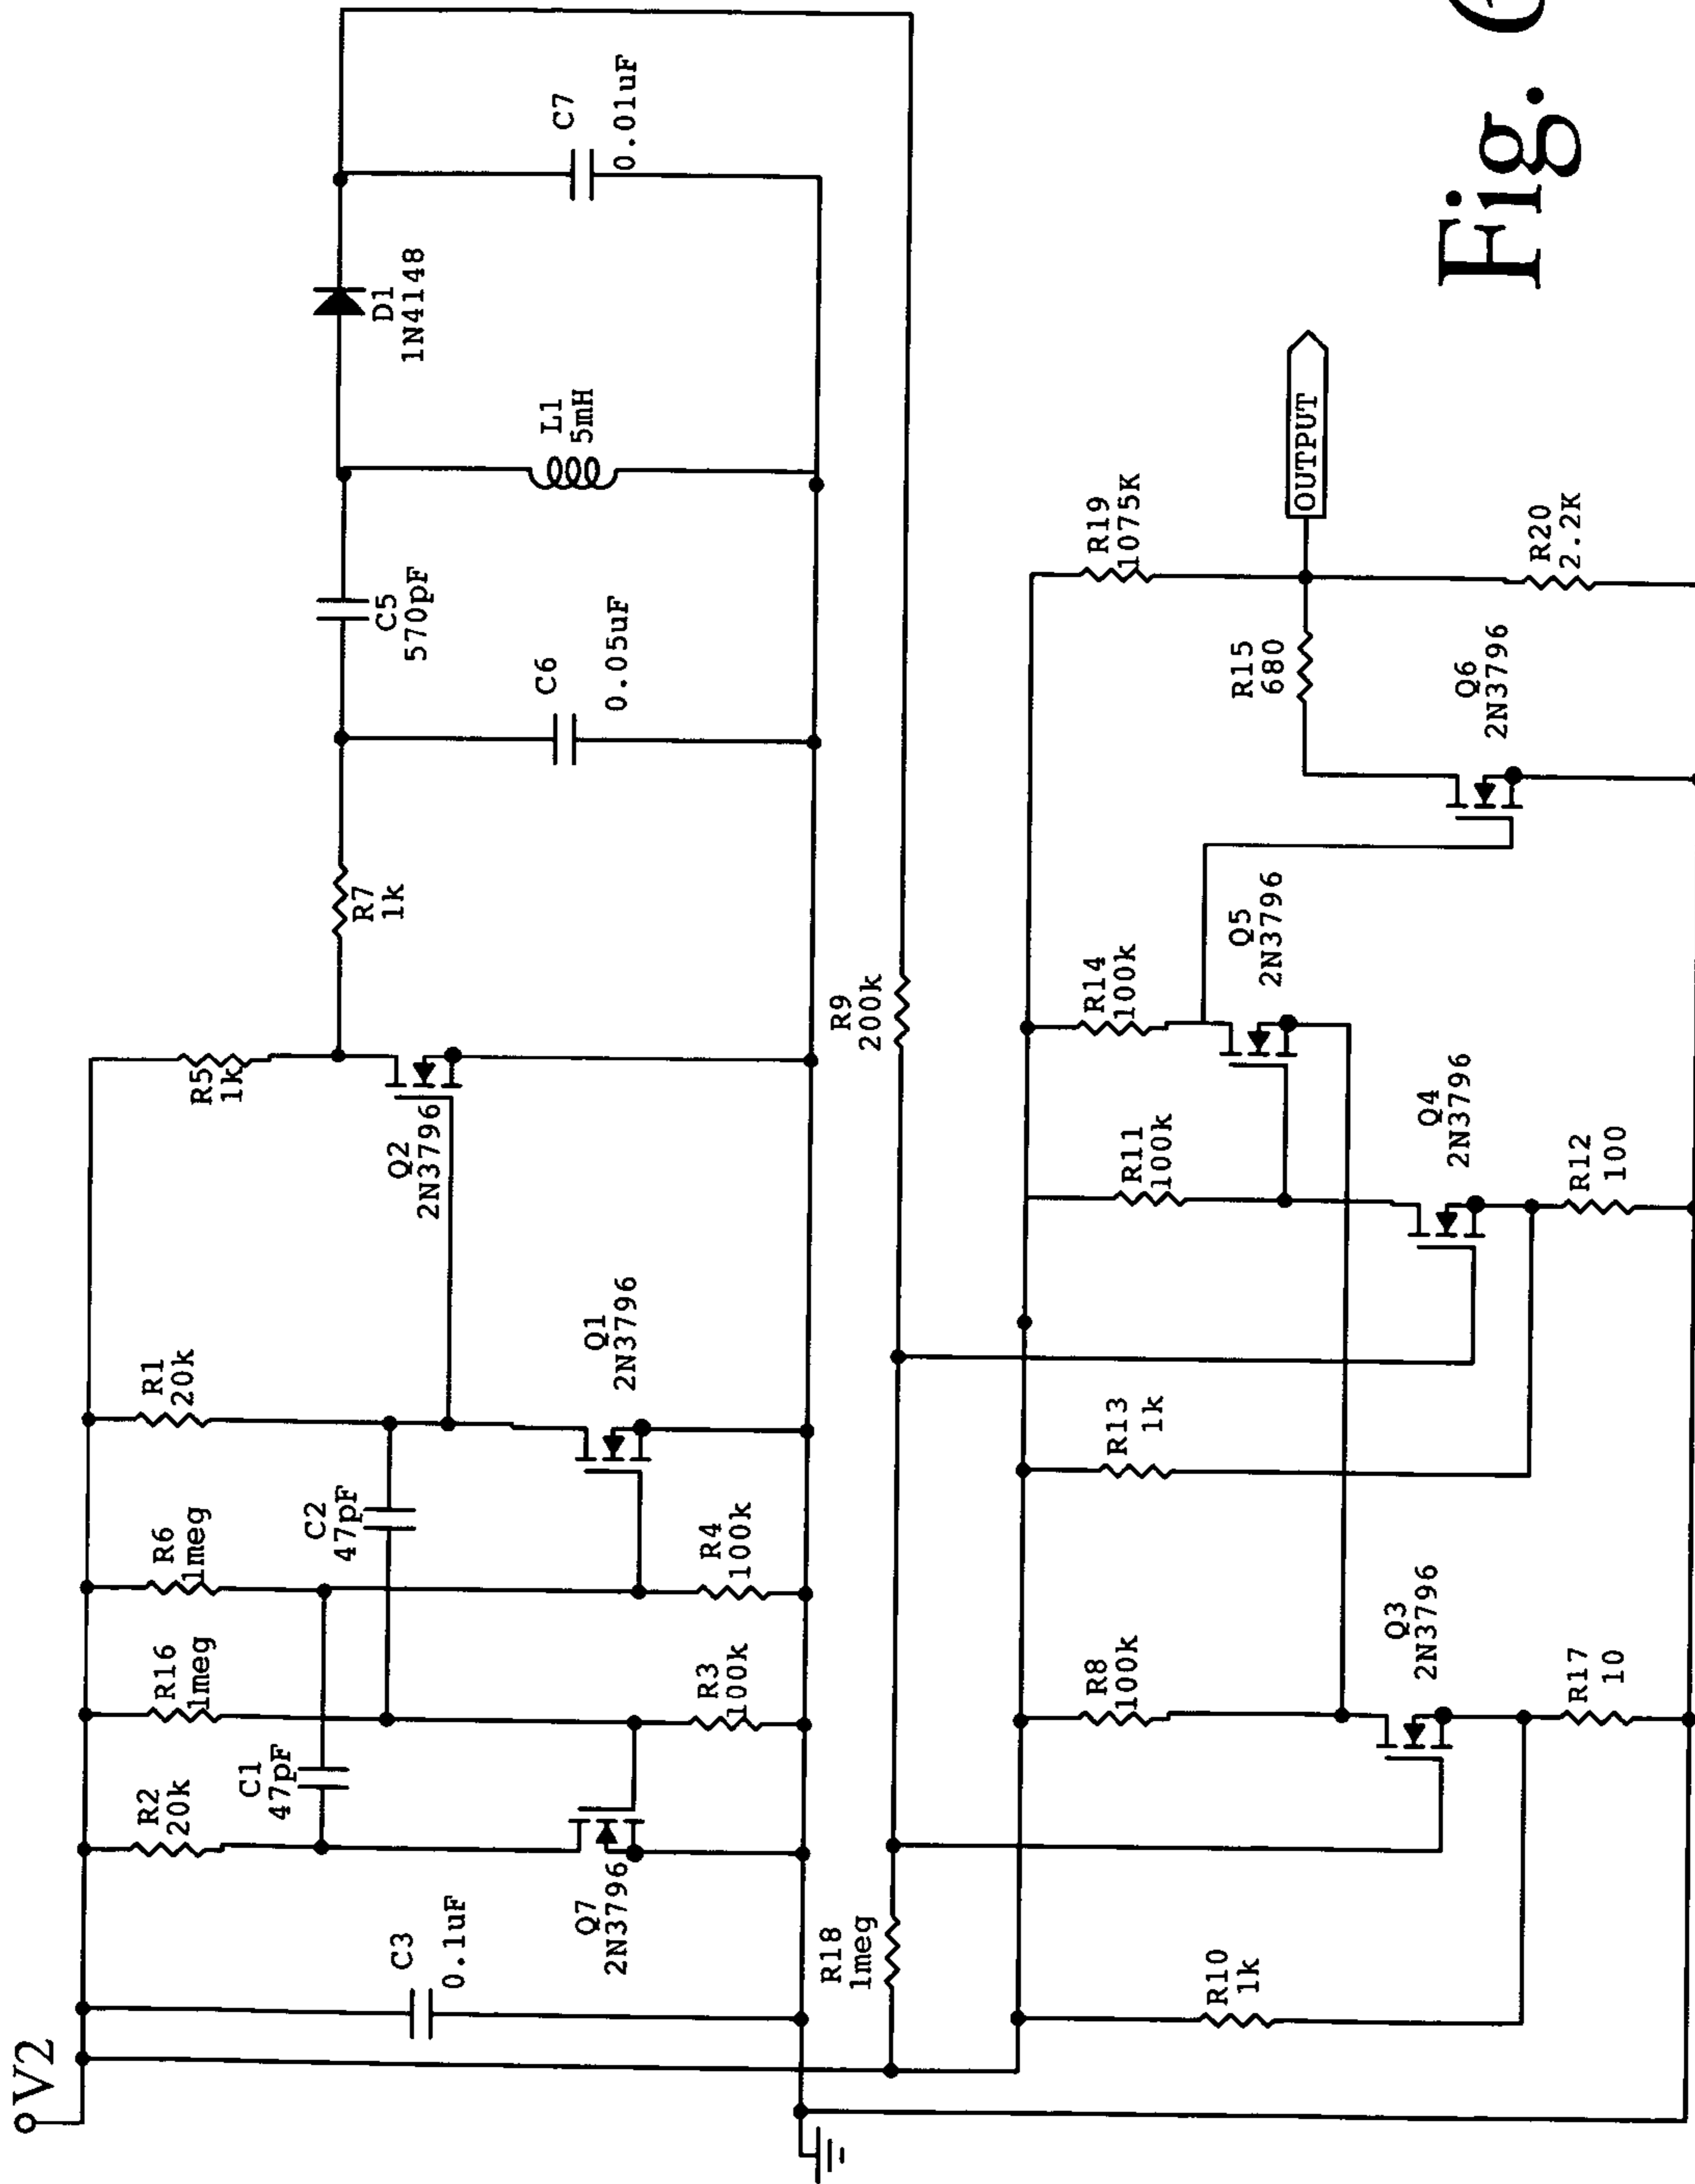 V2
R5
1k
R7
1k
C5
570pF
D1
1N4148
C7
0.01uF
L1
5mH
C6
0.05uF
R1
20k
R6
1meg
R16
1meg
R2
20k
C2
47pF
C1
47pF
Q2
2N3796
Q1
2N3796
R4
100k
R3
100k
Q7
2N3796
C3
0.1uF
R9
200k
R18
1meg
R19
1075K
R14
100k
R11
100k
R13
1k
R8
100k
R10
1k
Q5
2N3796
R15
680
OUTPUT
Q4
2N3796
Q3
2N3796
Q6
2N3796
R20
2.2K
R12
100
R17
10
Fig.